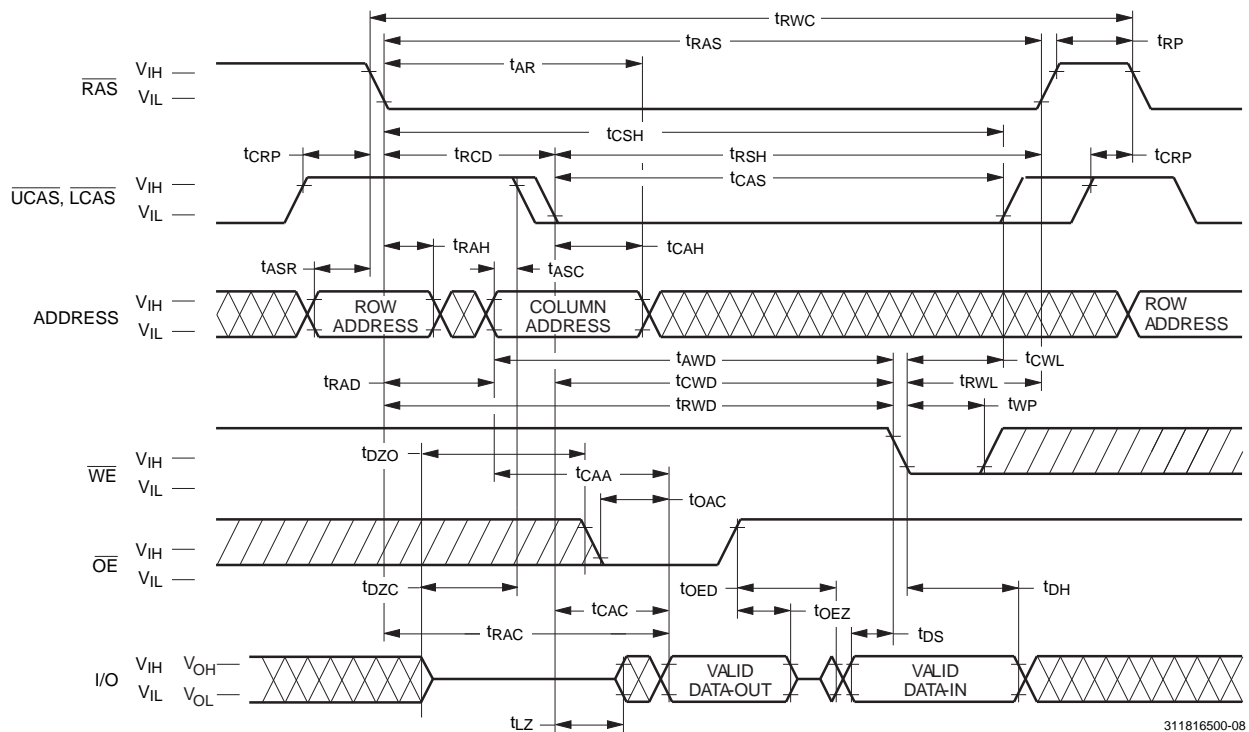 tRWC
tRAS
tRP
tAR
RAS
VIH
VIL
tCSH
tCRP
tRCD
tRSH
tCRP
UCAS, LCAS
VIH
VIL
tCAS
tRAH
tCAH
tASR
tASC
ADDRESS
VIH
VIL
ROW
ADDRESS
COLUMN
ADDRESS
ROW
ADDRESS
tAWD
tCWL
tRAD
tCWD
tRWL
tRWD
tWP
WE
VIH
VIL
tDZO
tCAA
tOAC
OE
VIH
VIL
tDZC
tOED
tDH
tCAC
tOEZ
tRAC
tDS
I/O
VIH VOH
VIL VOL
VALID
DATA-OUT
VALID
DATA-IN
tLZ
311816500-08